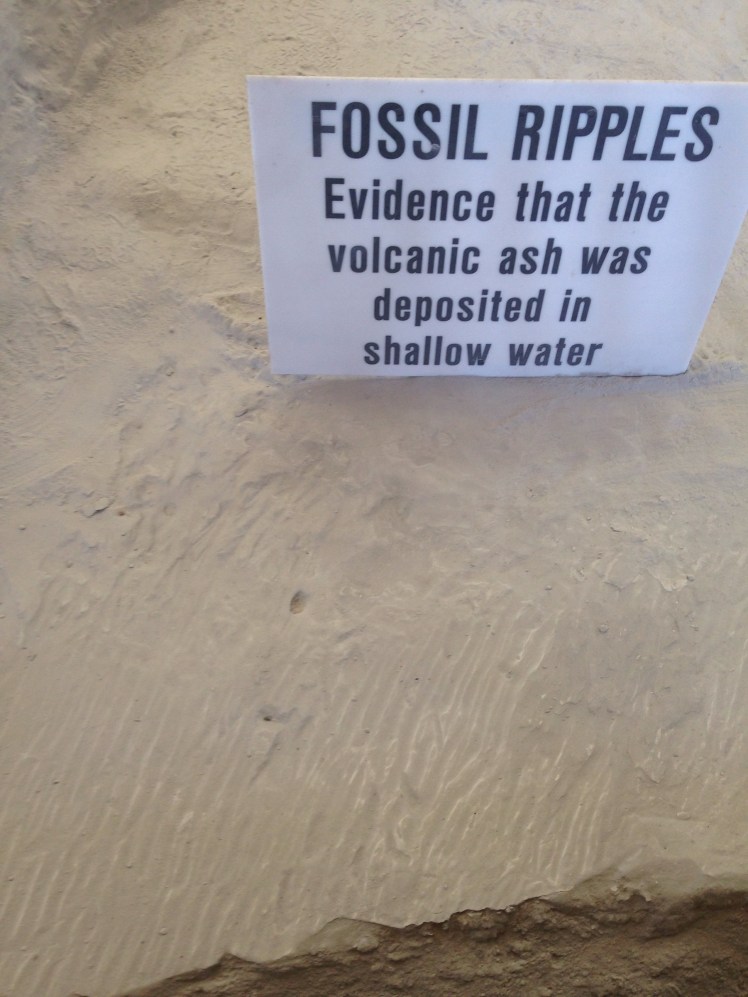 FOSSIL RIPPLES
Evidence that the
volcanic ash was
deposited in
shallow water